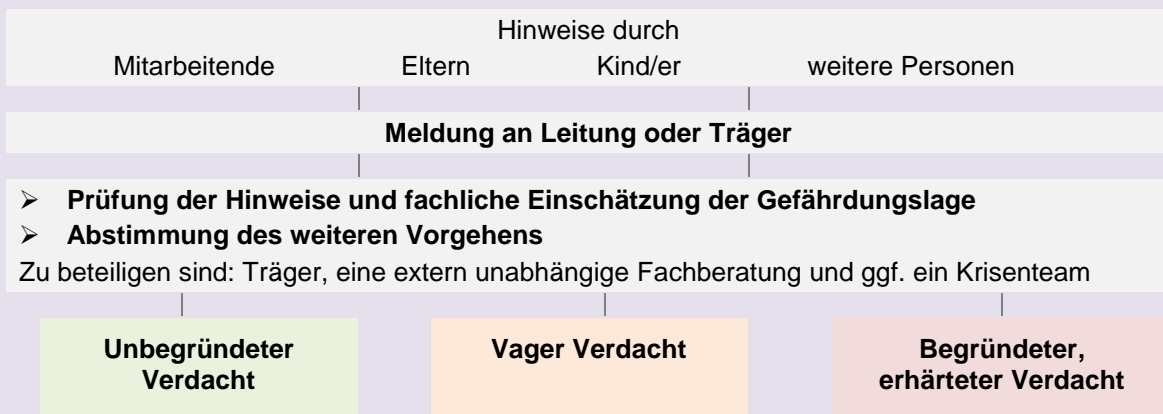 Hinweise durch
Mitarbeitende Eltern Kind/er weitere Personen
Meldung an Leitung oder Träger
➢ Prüfung der Hinweise und fachliche Einschätzung der Gefährdungslage
➢ Abstimmung des weiteren Vorgehens
Zu beteiligen sind: Träger, eine extern unabhängige Fachberatung und ggf. ein Krisenteam
Unbegründeter
Verdacht
Vager Verdacht
Begründeter,
erhärteter Verdacht